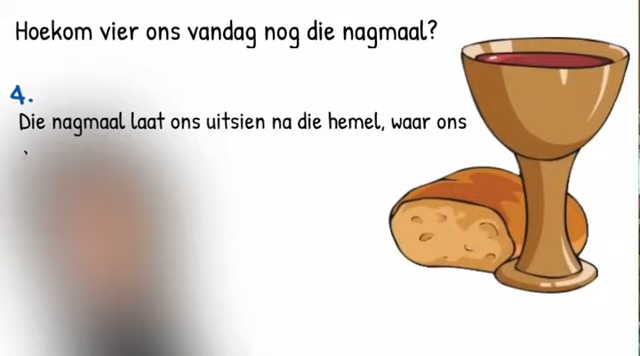 Hoekom vier ons vandag nog die nagmaal?
4.
Die nagmaal laat ons uitsien na die hemel, waar ons